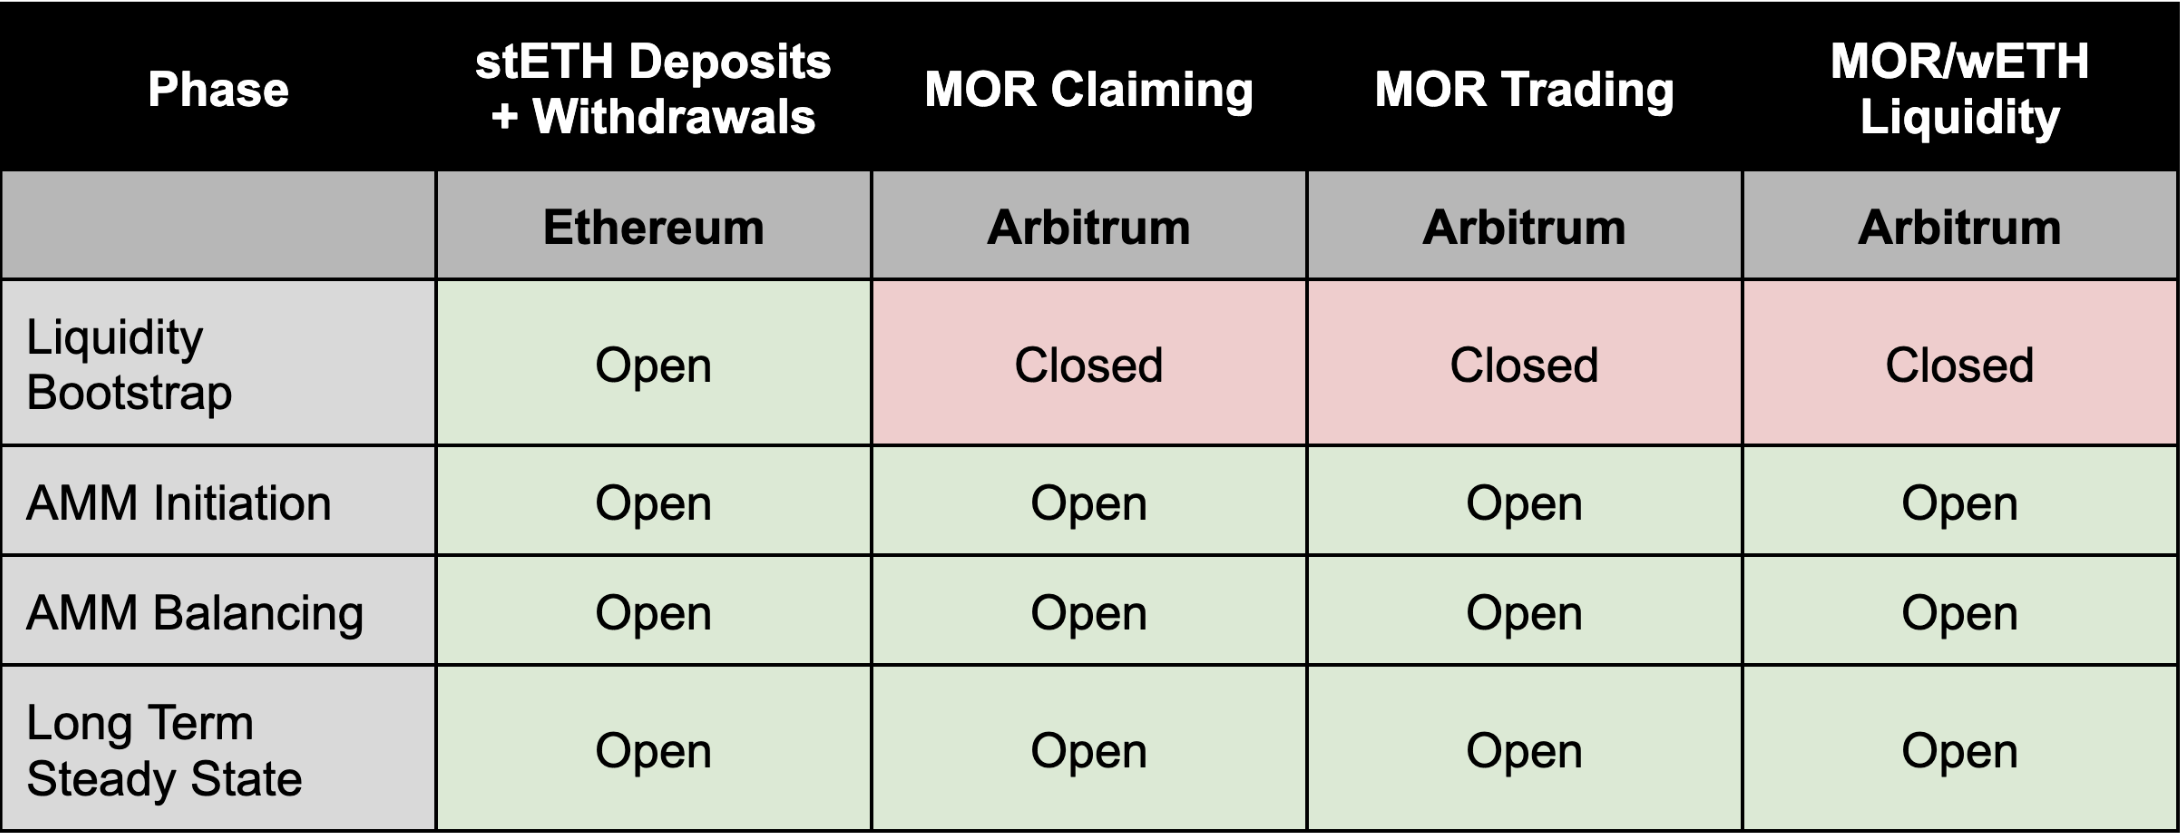 Phase
stETH Deposits
+ Withdrawals
MOR Claiming
MOR Trading
MOR/wETH
Liquidity
Ethereum
Arbitrum
Arbitrum
Arbitrum
Liquidity
Bootstrap
Open
Closed
Closed
Closed
AMM Initiation
Open
Open
Open
Open
AMM Balancing
Open
Open
Open
Open
Long Term
Steady State
Open
Open
Open
Open